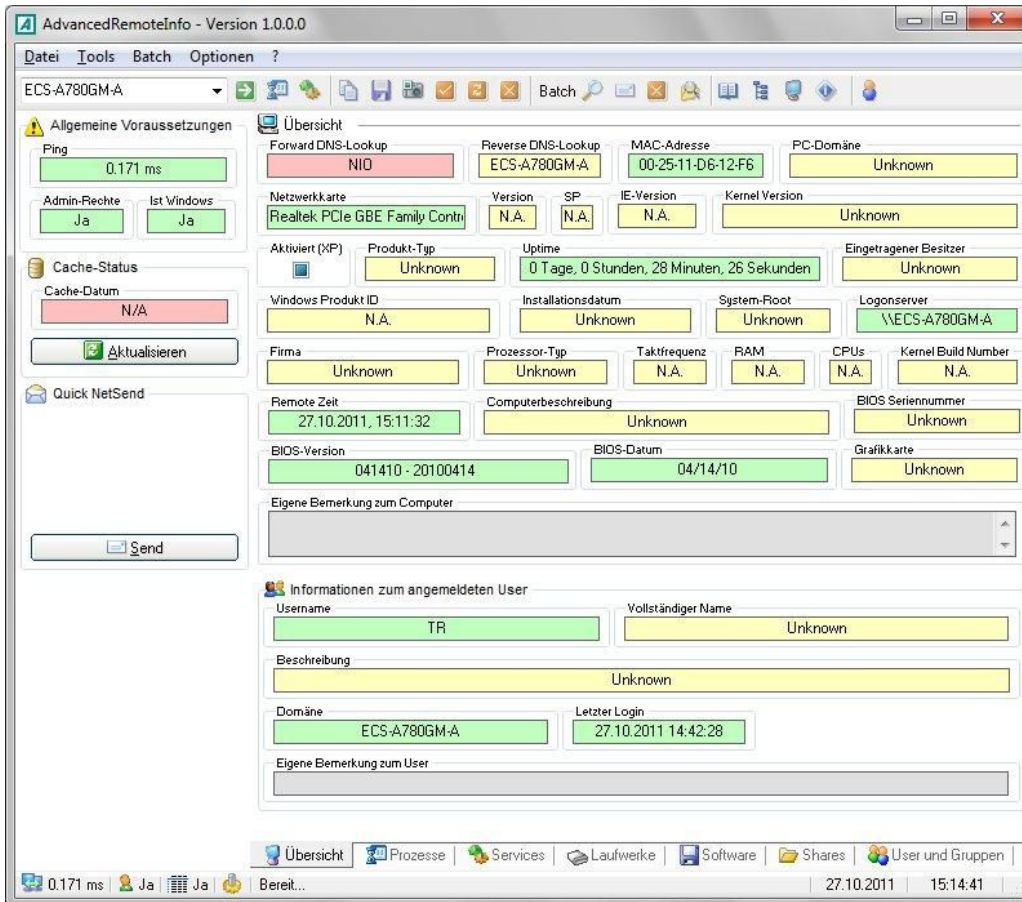 AdvancedRemoteInfo - Version 1.0.0.0
Datei Tools Batch Optionen ?
ECS-A780GM-A Batch
Allgemeine Voraussetzungen
Ping
0.171 ms
Admin-Rechte Ist Windows
Ja Ja
Cache-Status
Cache-Datum
N/A
Aktualisieren
Quick NetSend
Send
Übersicht
Forward DNS-Lookup Reverse DNS-Lookup MAC-Adresse PC-Domäne
NIO ECS-A780GM-A 00-25-11-D6-12-F6 Unknown
Netzwerkkarte Version SP IE-Version Kernel Version
Realtek PCIe GBE Family Contr N.A. N.A. N.A. Unknown
Aktiviert (XP) Produkt-Typ Uptime Eingetragener Besitzer
Unknown 0 Tage, 0 Stunden, 28 Minuten, 26 Sekunden Unknown
Windows Produkt ID Installationsdatum System-Root Logonserver
N.A. Unknown Unknown \\ECS-A780GM-A
Firma Prozessor-Typ Taktfrequenz RAM CPUs Kernel Build Number
Unknown Unknown N.A. N.A. N.A. N.A.
Remote Zeit Computerbeschreibung BIOS Seriennummer
27.10.2011, 15:11:32 Unknown Unknown
BIOS-Version BIOS-Datum Grafikkarte
041410 - 20100414 04/14/10 Unknown
Eigene Bemerkung zum Computer
Informationen zum angemeldeten User
Username Vollständiger Name
TR Unknown
Beschreibung
Unknown
Domäne Letzter Login
ECS-A780GM-A 27.10.2011 14:42:28
Eigene Bemerkung zum User
Übersicht Prozesse Services Laufwerke Software Shares User und Gruppen
0.171 ms Ja Ja Bereit... 27.10.2011 15:14:41